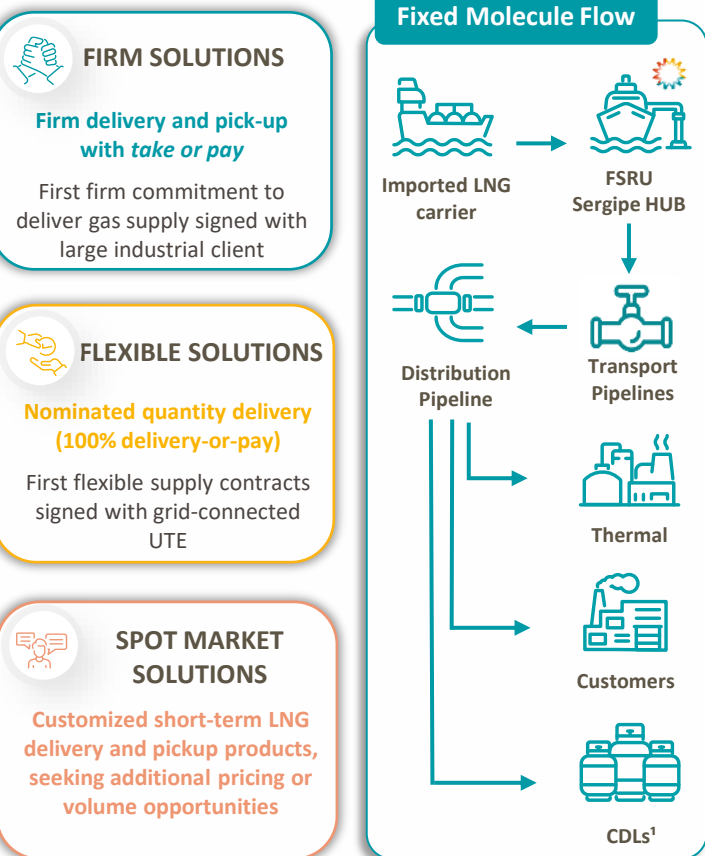 FIRM SOLUTIONS
Firm delivery and pick-up
with take or pay
First firm commitment to
deliver gas supply signed with
large industrial client
FLEXIBLE SOLUTIONS
Nominated quantity delivery
(100% delivery-or-pay)
First flexible supply contracts
signed with grid-connected
UTE
SPOT MARKET
SOLUTIONS
Customized short-term LNG
delivery and pickup products,
seeking additional pricing or
volume opportunities
Fixed Molecule Flow
Imported LNG
carrier
FSRU
Sergipe HUB
Distribution
Pipeline
Transport
Pipelines
Thermal
Customers
CDLs¹